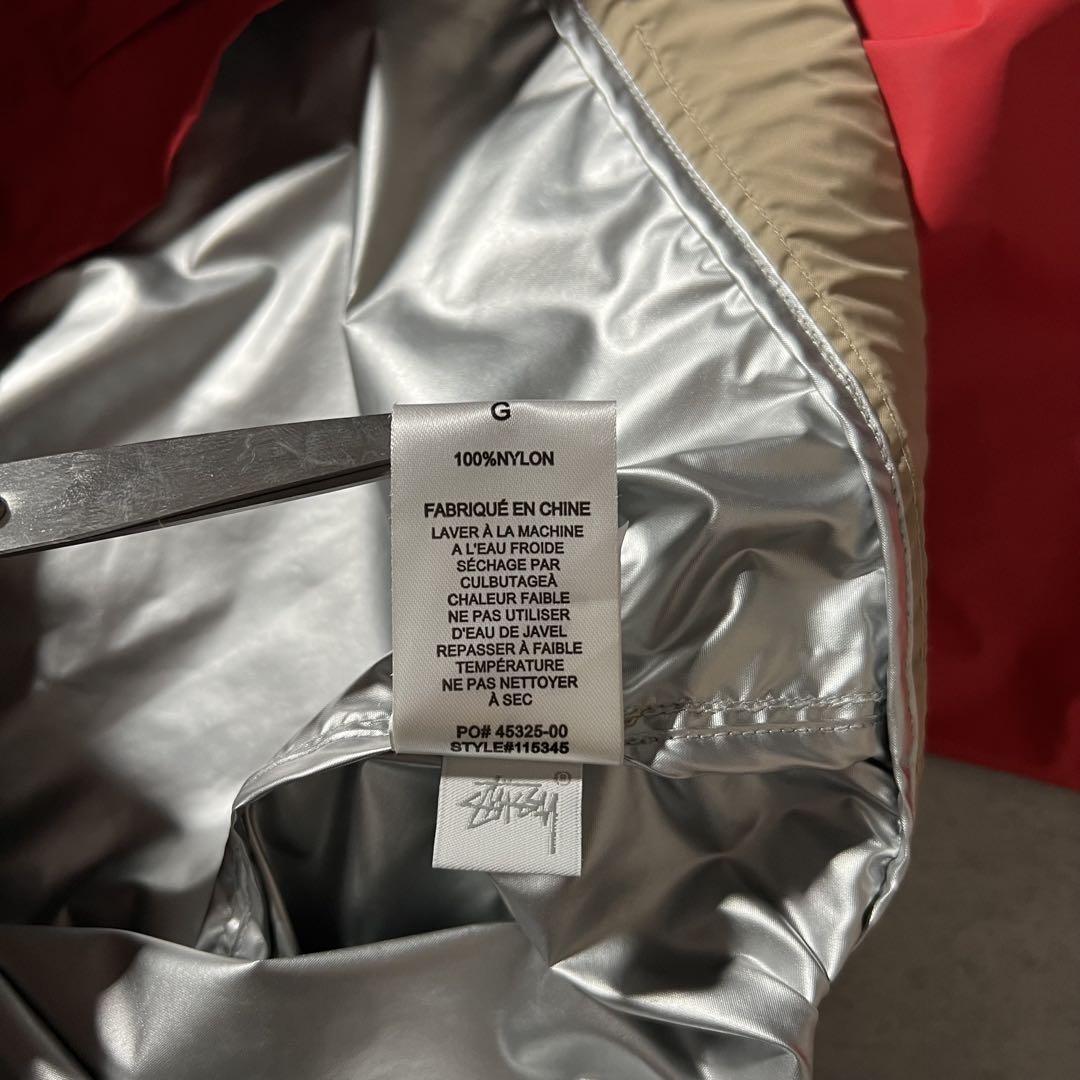 G
100%NYLON
FABRIQUÉ EN CHINE
LAVER À LA MACHINE
A L'EAU FROIDE
SÉCHAGE PAR
CULBUTAGEÀ
CHALEUR FAIBLE
NE PAS UTILISER
D'EAU DE JAVEL
REPASSER À FAIBLE
TEMPÉRATURE
NE PAS NETTOYER
À SEC
PO# 45325-00
STYLE#115345
STÜSSY®